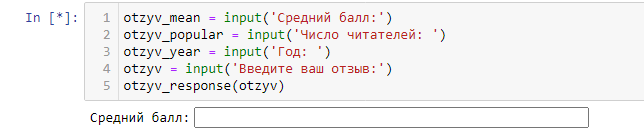 In [*]:
1 otzyv_mean = input('Средний балл:')
2 otzyv_popular = input('Число читателей: ')
3 otzyv_year = input('Год: ')
4 otzyv = input('Введите ваш отзыв:')
5 otzyv_response(otzyv)
Средний балл: